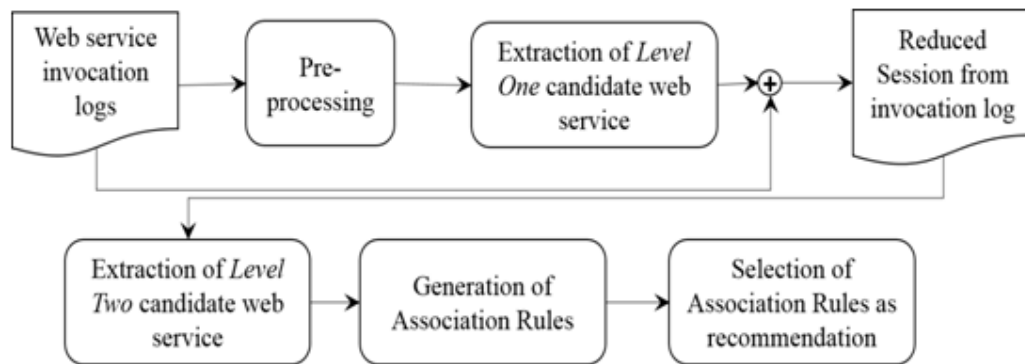 Web service
invocation
logs
Pre-
processing
Extraction of Level
One candidate web
service
+
Reduced
Session from
invocation log
Extraction of Level
Two candidate web
service
Generation of
Association Rules
Selection of
Association Rules as
recommendation